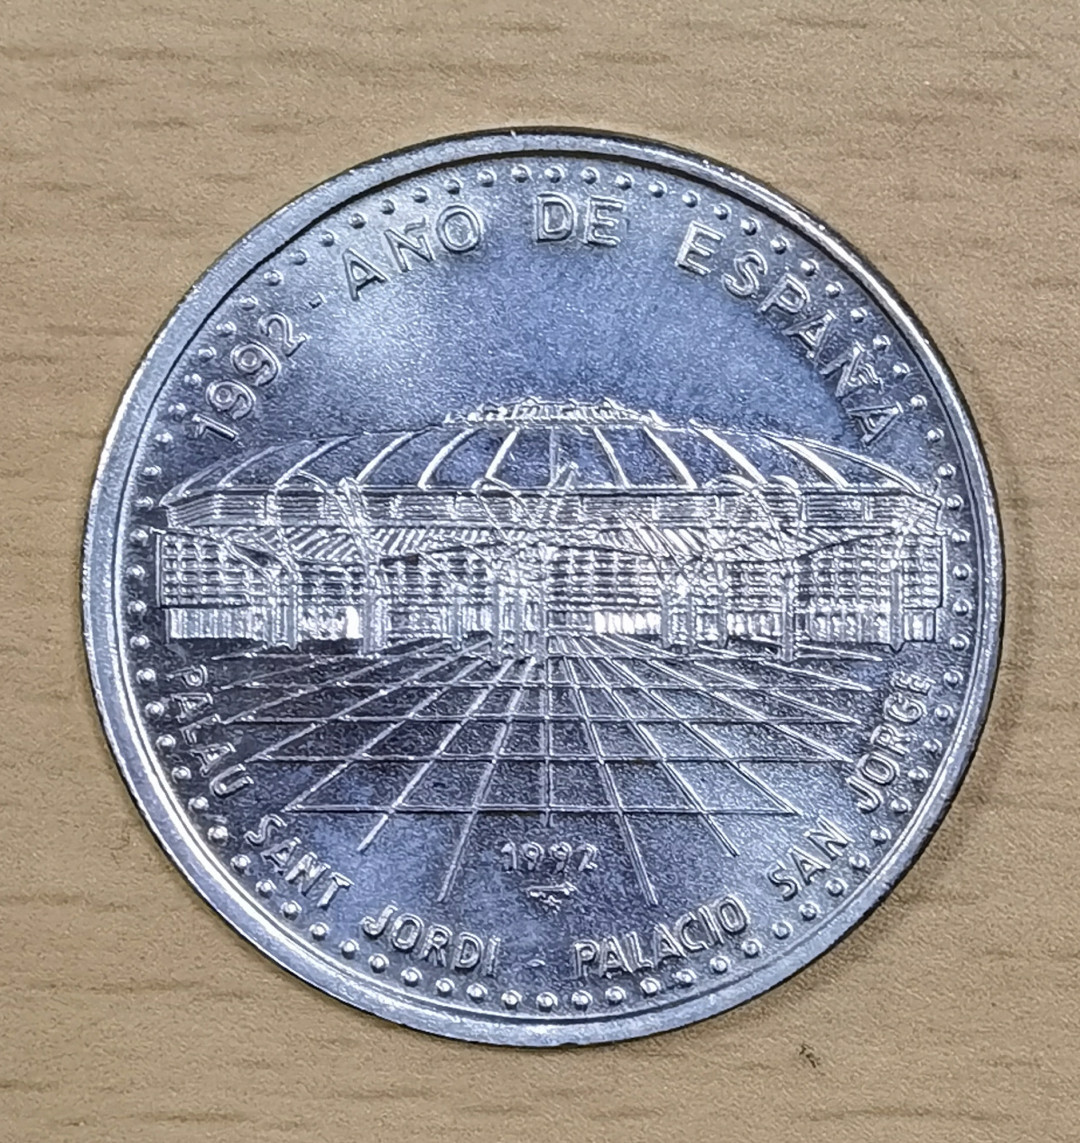 1992 - AÑO DE ESPAÑA
1992
PALAU SANT JORDI - PALACIO SAN JORGE